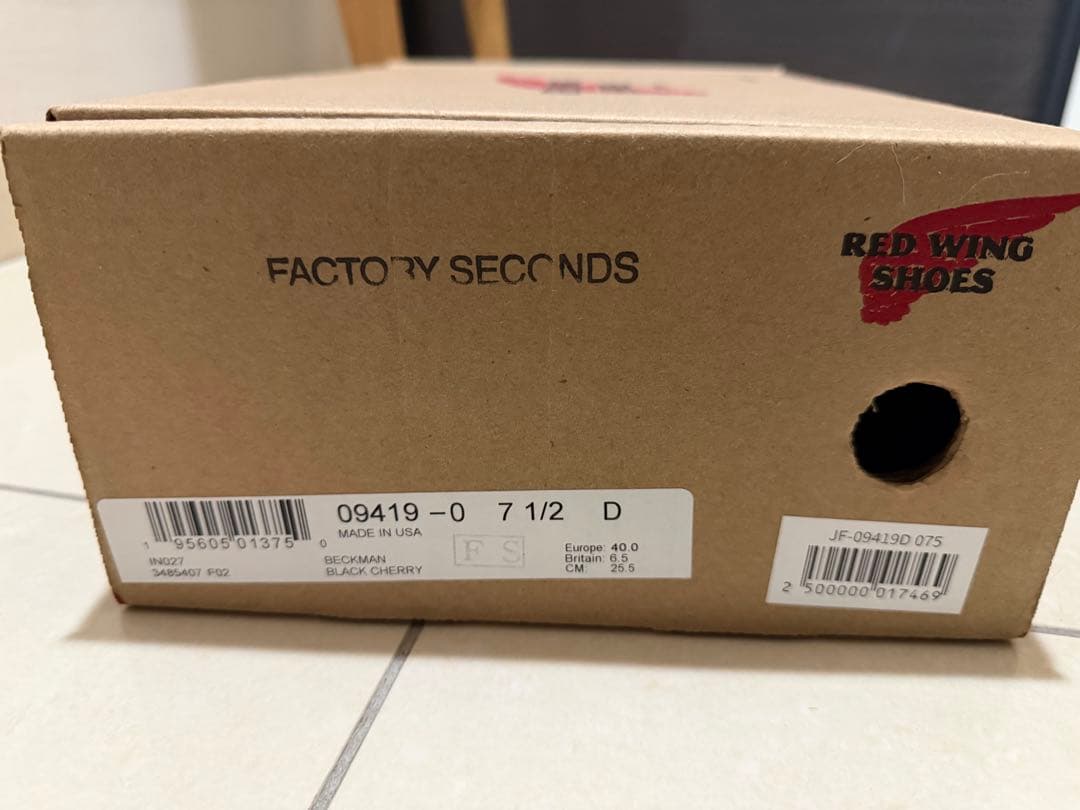 FACTORY SECONDS
RED WING
SHOES
09419-0 7 1/2 D
MADE IN USA
1 95605 01375 0
F S
IN027
3485407 F02
BECKMAN
BLACK CHERRY
Europe: 40.0
Britain: 6.5
CM: 25.5
JF-09419D 075
2 500000 017469